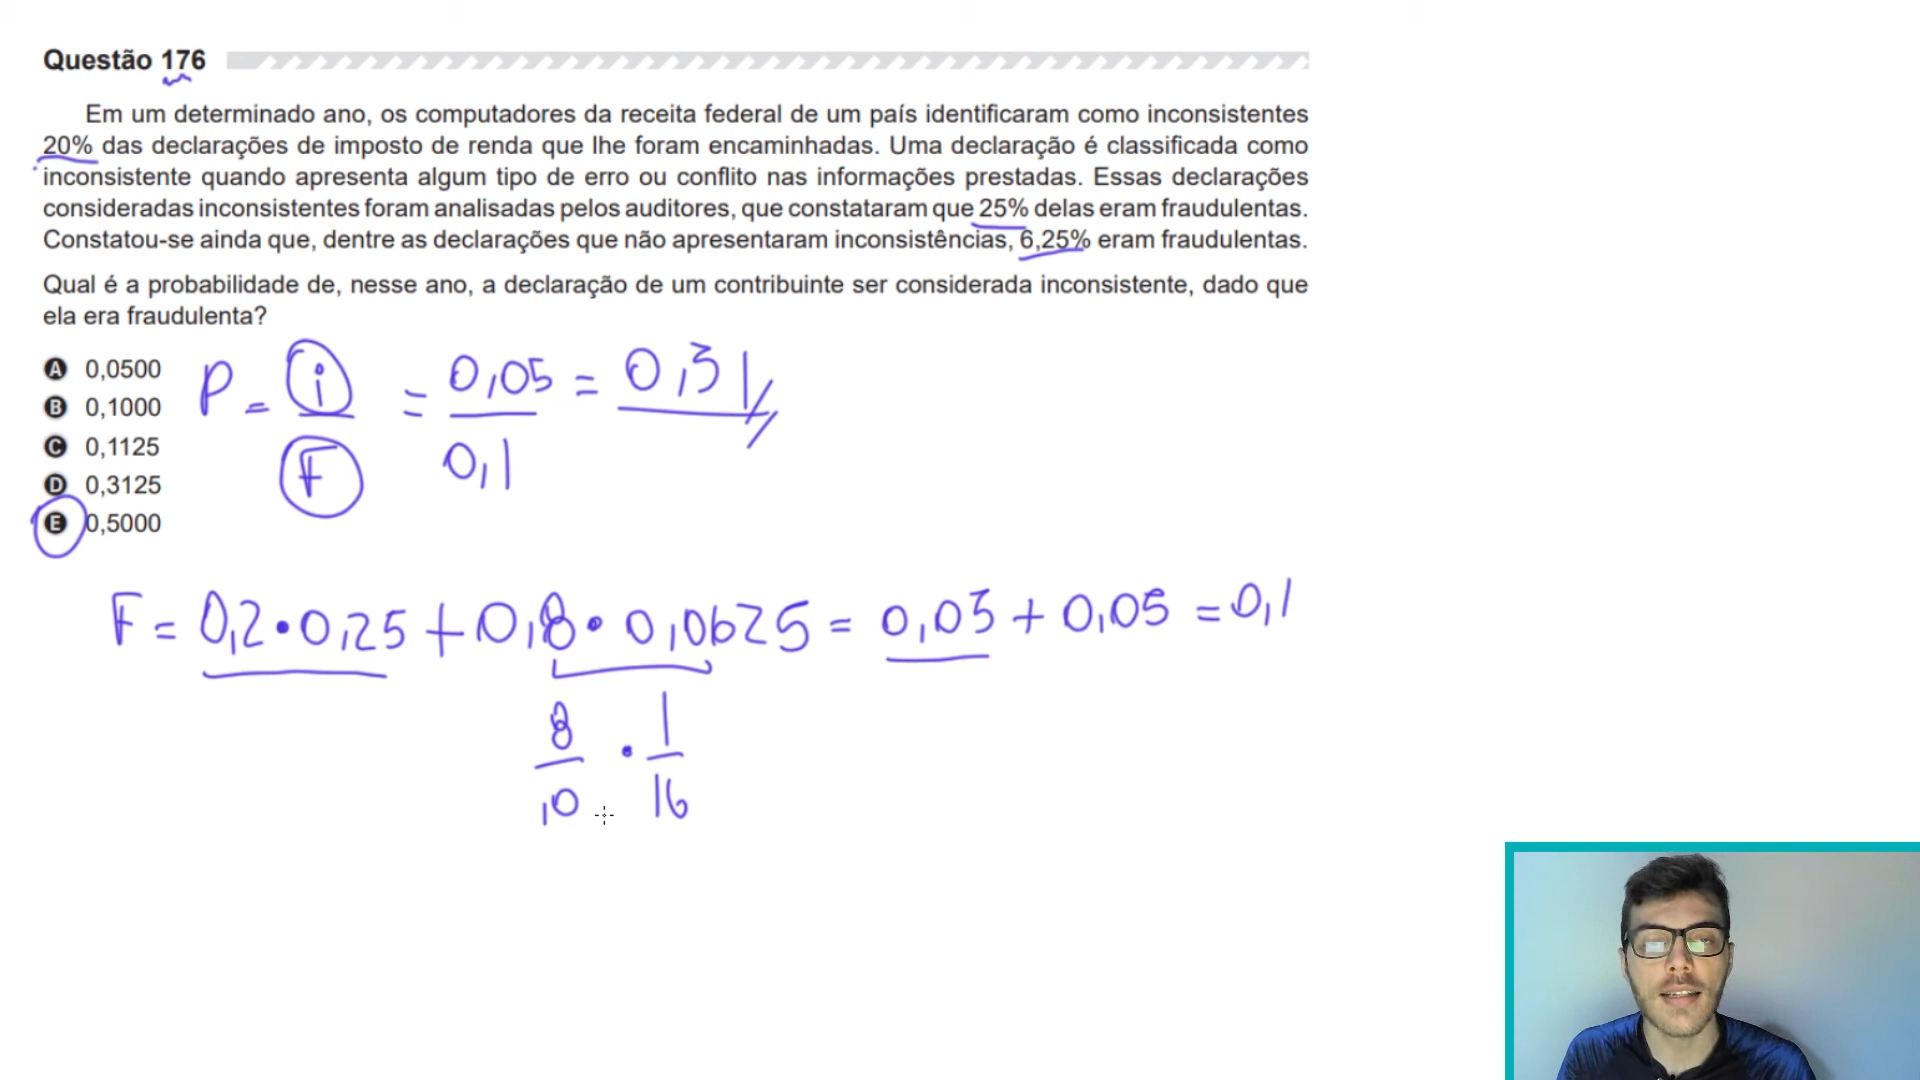 Questão 176
Em um determinado ano, os computadores da receita federal de um país identificaram como inconsistentes
20% das declarações de imposto de renda que lhe foram encaminhadas. Uma declaração é classificada como
inconsistente quando apresenta algum tipo de erro ou conflito nas informações prestadas. Essas declarações
consideradas inconsistentes foram analisadas pelos auditores, que constataram que 25% delas eram fraudulentas.
Constatou-se ainda que, dentre as declarações que não apresentaram inconsistências, 6,25% eram fraudulentas.
Qual é a probabilidade de, nesse ano, a declaração de um contribuinte ser considerada inconsistente, dado que
ela era fraudulenta?
A 0,0500
B 0,1000
C 0,1125
D 0,3125
E 0,5000
P = i / F = 0,05 / 0,1 = 0,31
F = 0,2 • 0,25 + 0,8 • 0,0625 = 0,05 + 0,05 = 0,1
8/10 • 1/16